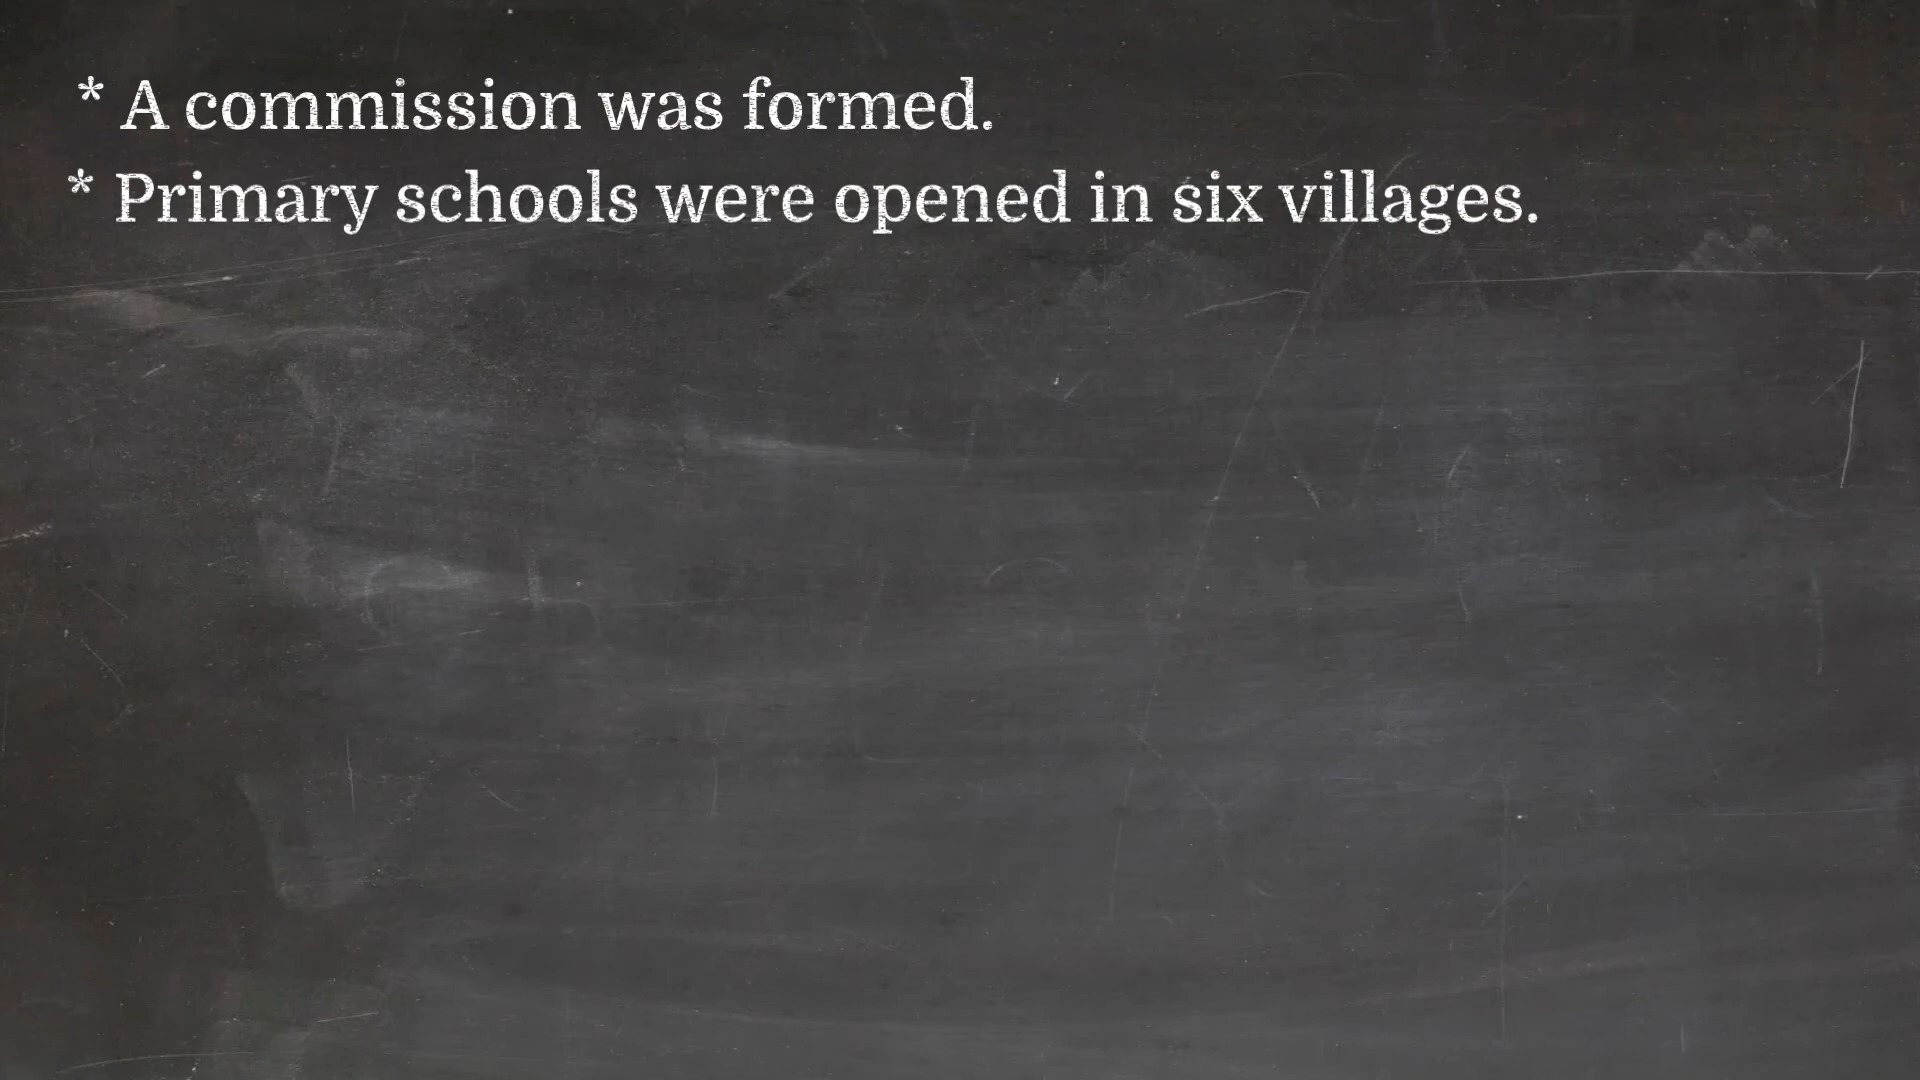 * A commission was formed.
* Primary schools were opened in six villages.